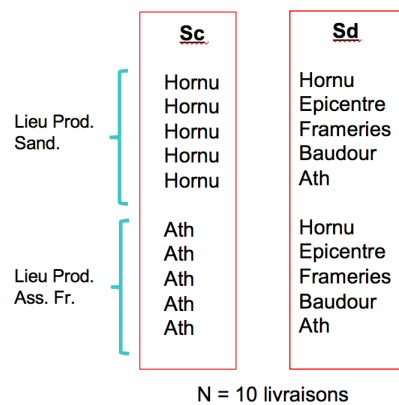 Sc Sd
Lieu Prod.
Sand.
Hornu Hornu
Hornu Epicentre
Hornu Frameries
Hornu Baudour
Hornu Ath
Lieu Prod.
Ass. Fr.
Ath Hornu
Ath Epicentre
Ath Frameries
Ath Baudour
Ath Ath
N = 10 livraisons